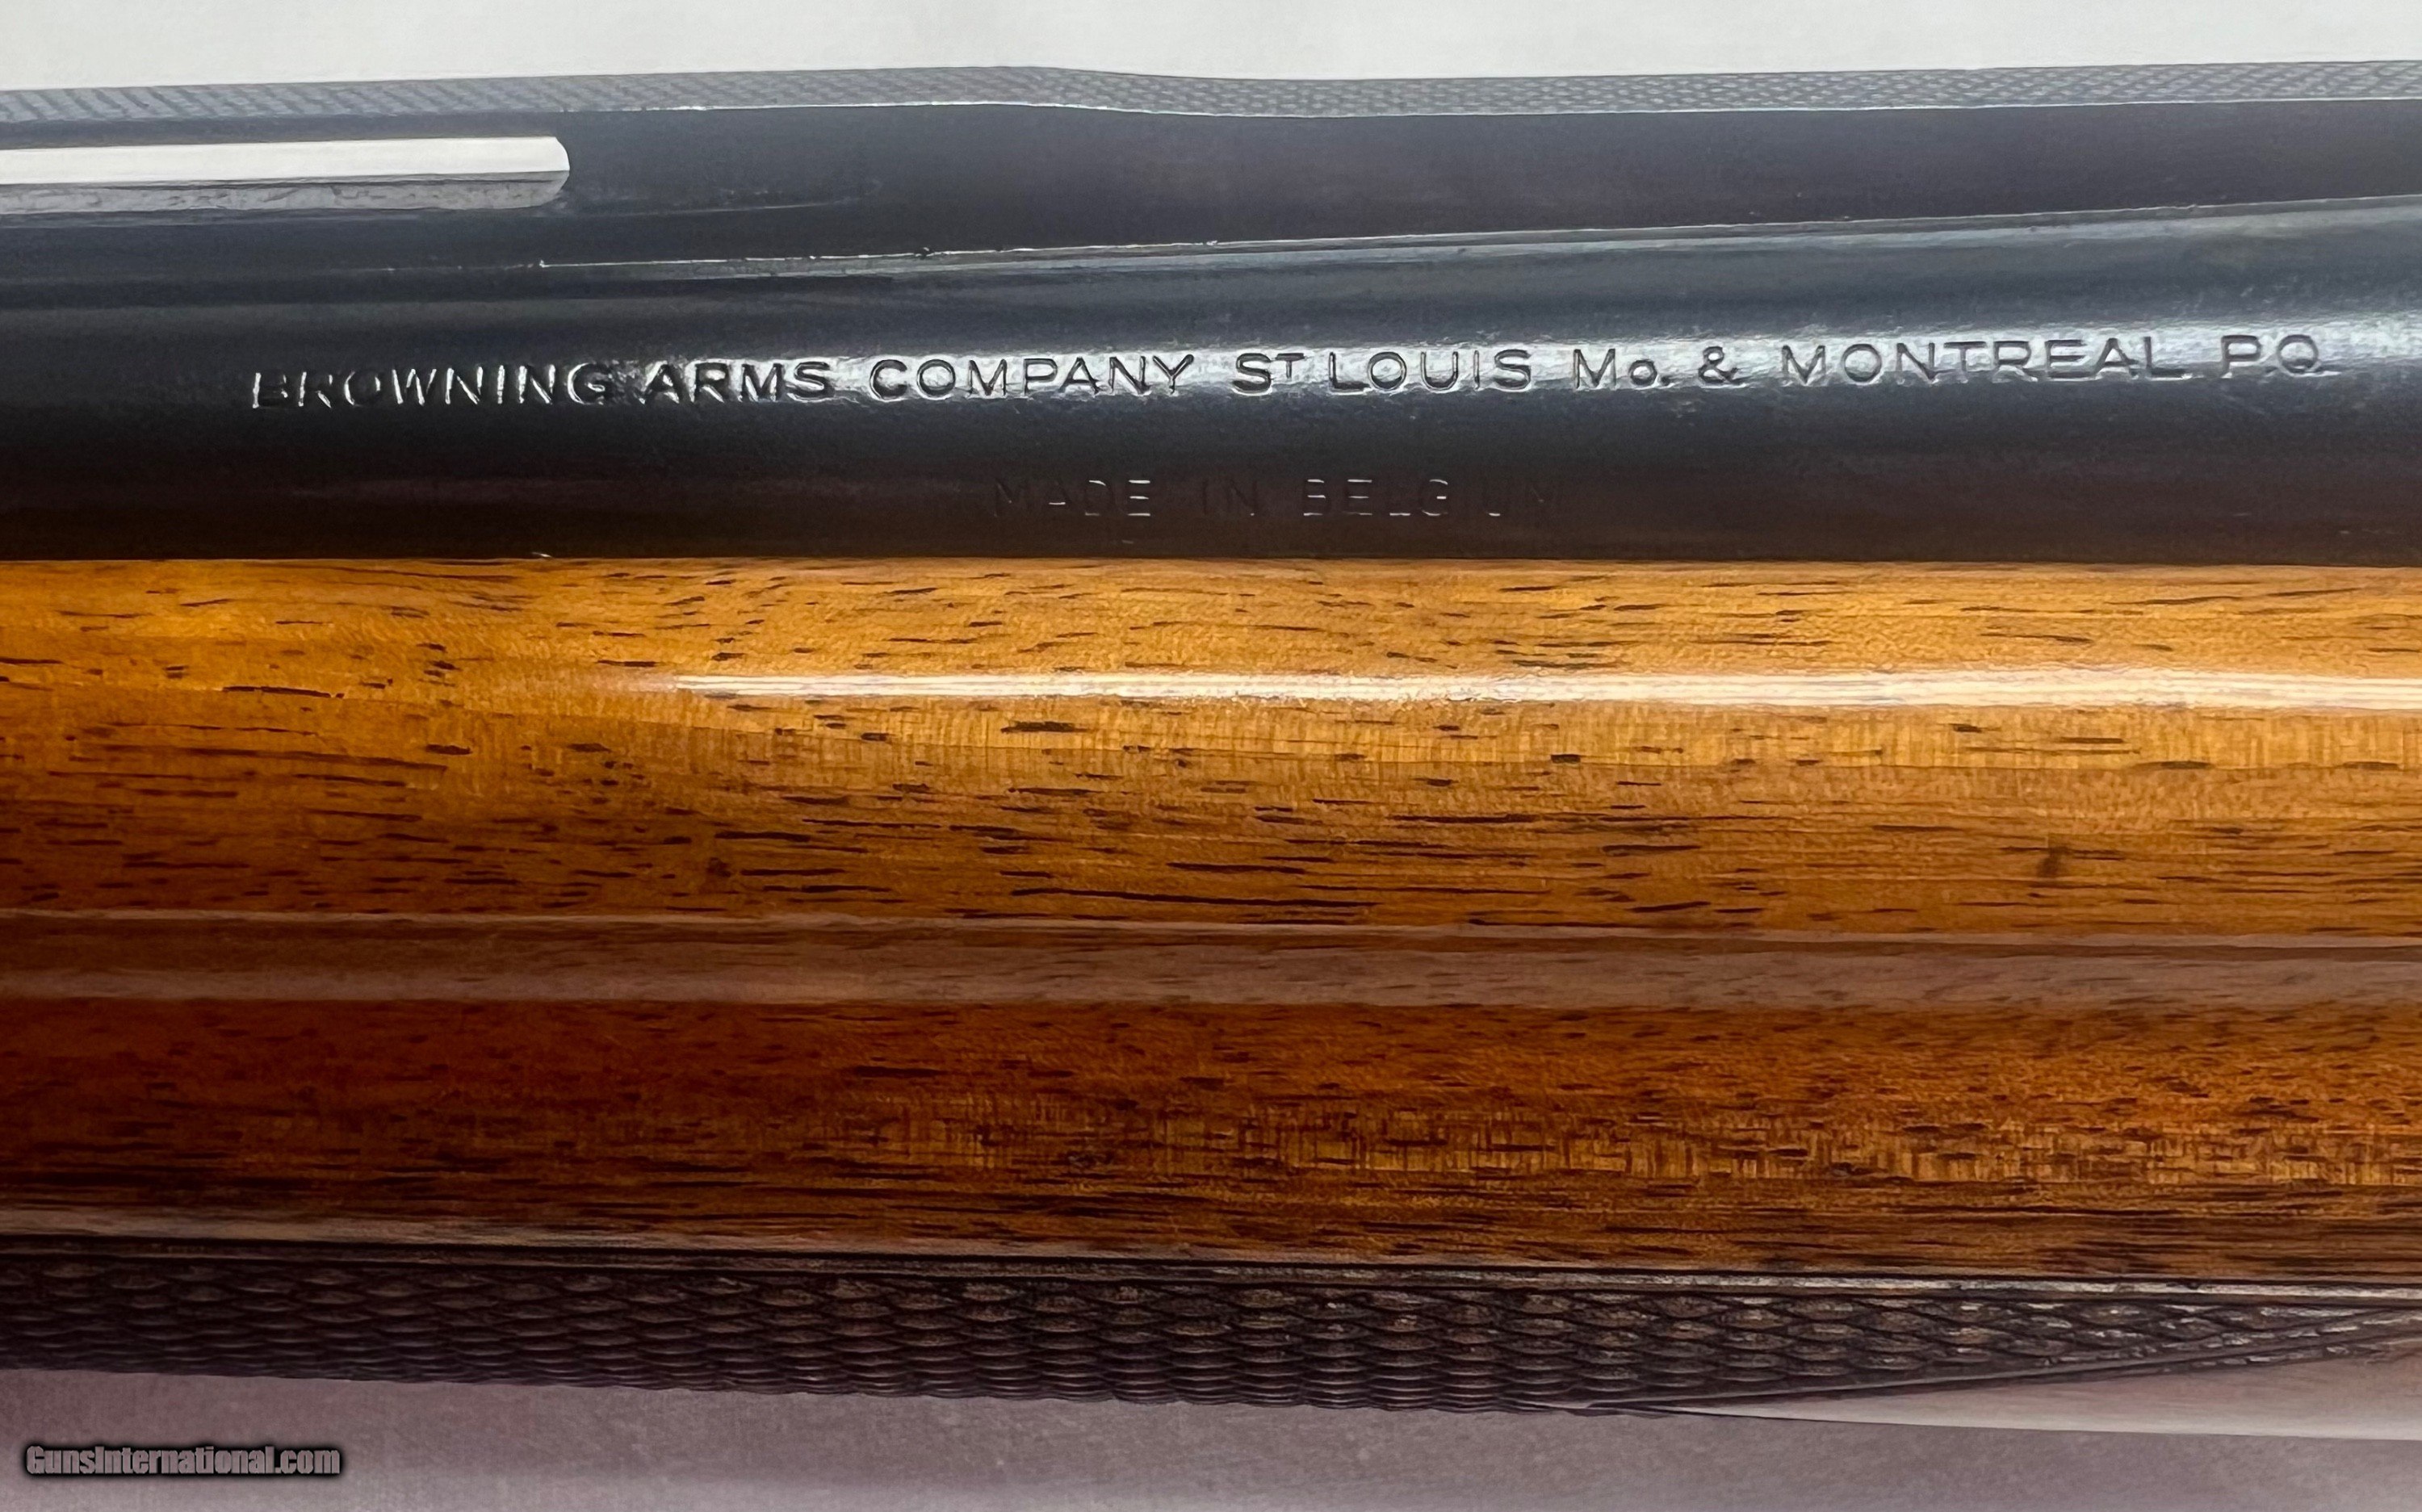 BROWNING ARMS COMPANY ST LOUIS Mo. & MONTREAL P.Q.
MADE IN BELGIUM
GunsInternational.com